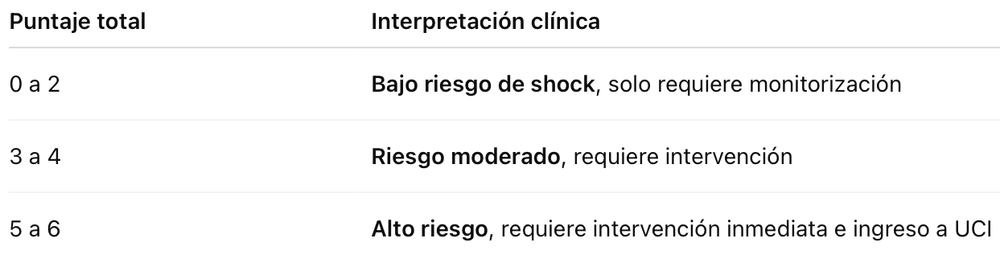 Puntaje total Interpretación clínica
0 a 2 Bajo riesgo de shock, solo requiere monitorización
3 a 4 Riesgo moderado, requiere intervención
5 a 6 Alto riesgo, requiere intervención inmediata e ingreso a UCI